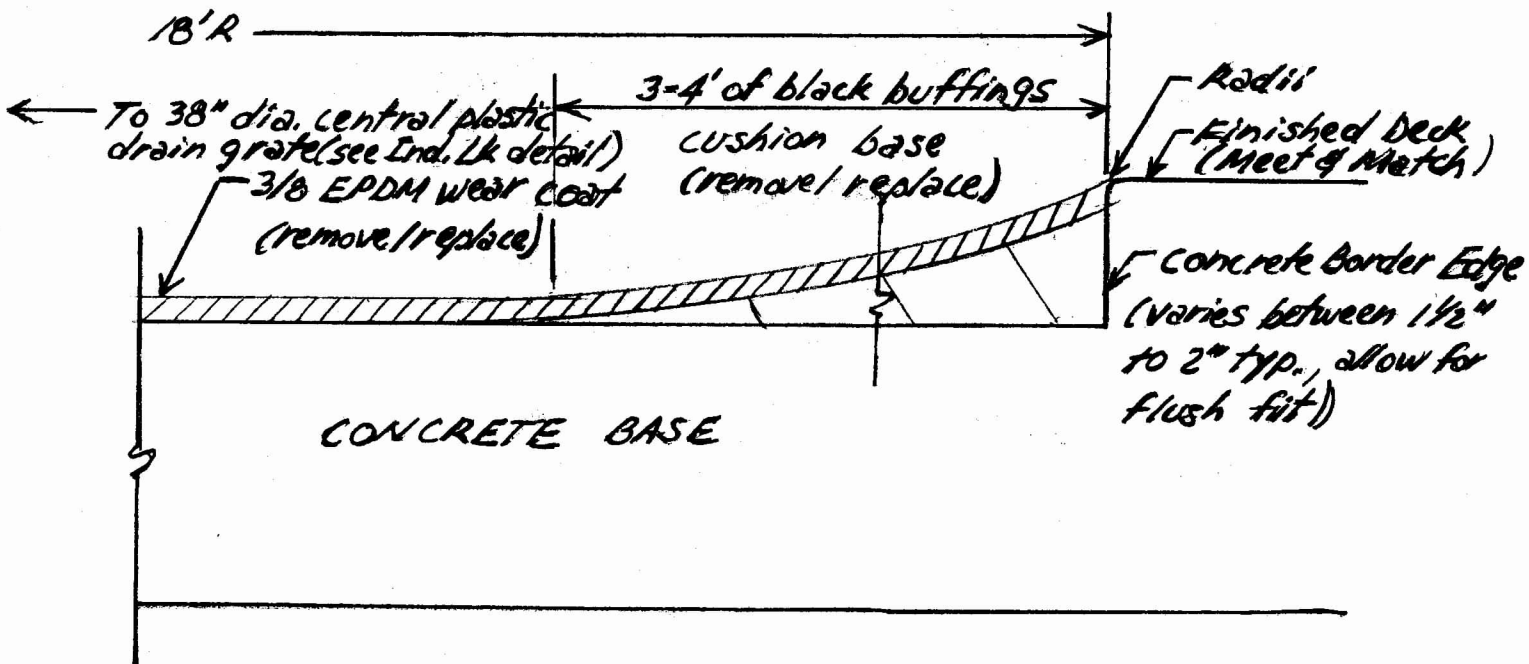 18'R
To 38" dia. central plastic
drain grate (see Ind. Lk detail)
3/8 EPDM wear coat
(remove/replace)
3-4' of black buffings
cushion base
(remove/replace)
Radii
Finished Deck
(Meet & Match)
Concrete Border Edge
(varies between 1 1/2"
to 2" typ., allow for
flush fit)
CONCRETE BASE